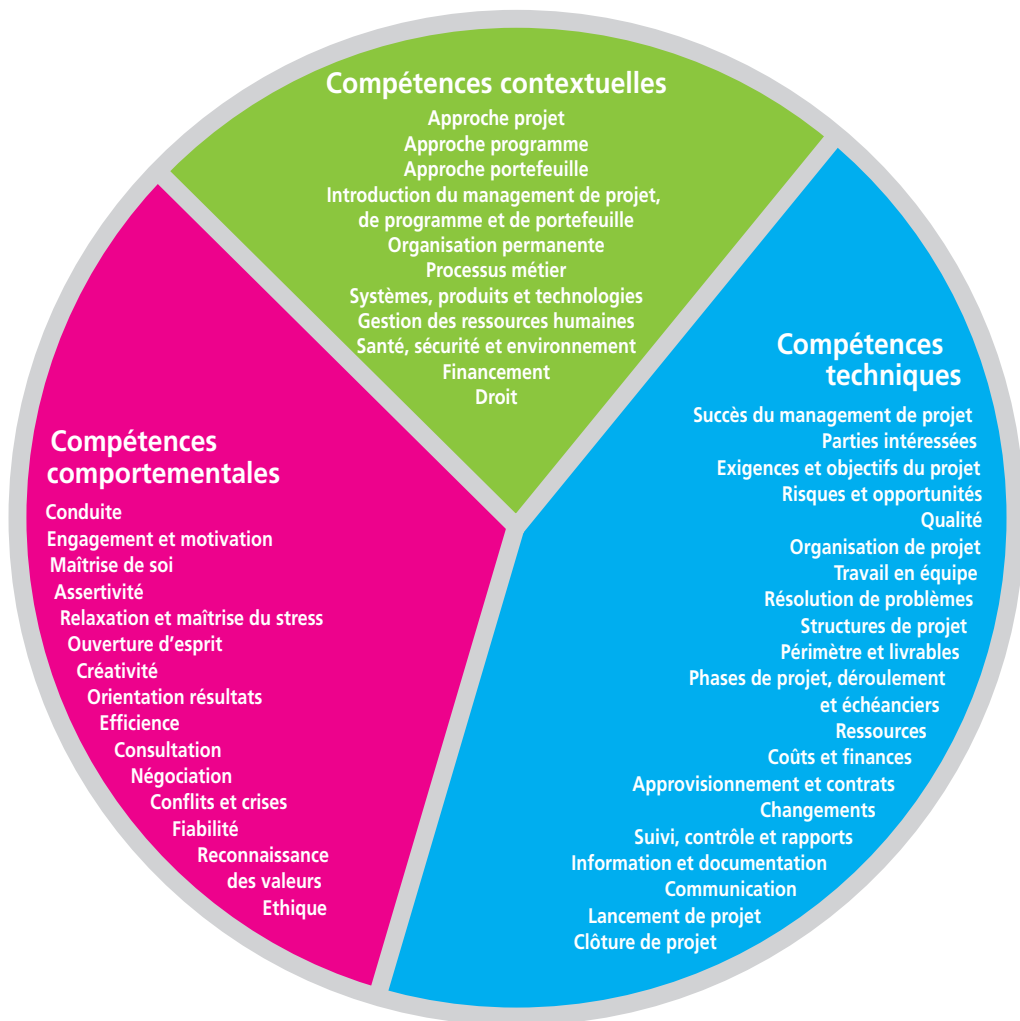 Compétences contextuelles
Approche projet
Approche programme
Approche portefeuille
Introduction du management de projet,
de programme et de portefeuille
Organisation permanente
Processus métier
Systèmes, produits et technologies
Gestion des ressources humaines
Santé, sécurité et environnement
Financement
Droit
Compétences
techniques
Succès du management de projet
Parties intéressées
Exigences et objectifs du projet
Risques et opportunités
Qualité
Organisation de projet
Travail en équipe
Résolution de problèmes
Structures de projet
Périmètre et livrables
Phases de projet, déroulement
et échéanciers
Ressources
Coûts et finances
Approvisionnement et contrats
Changements
Suivi, contrôle et rapports
Information et documentation
Communication
Lancement de projet
Clôture de projet
Compétences
comportementales
Conduite
Engagement et motivation
Maîtrise de soi
Assertivité
Relaxation et maîtrise du stress
Ouverture d'esprit
Créativité
Orientation résultats
Efficience
Consultation
Négociation
Conflits et crises
Fiabilité
Reconnaissance
des valeurs
Ethique